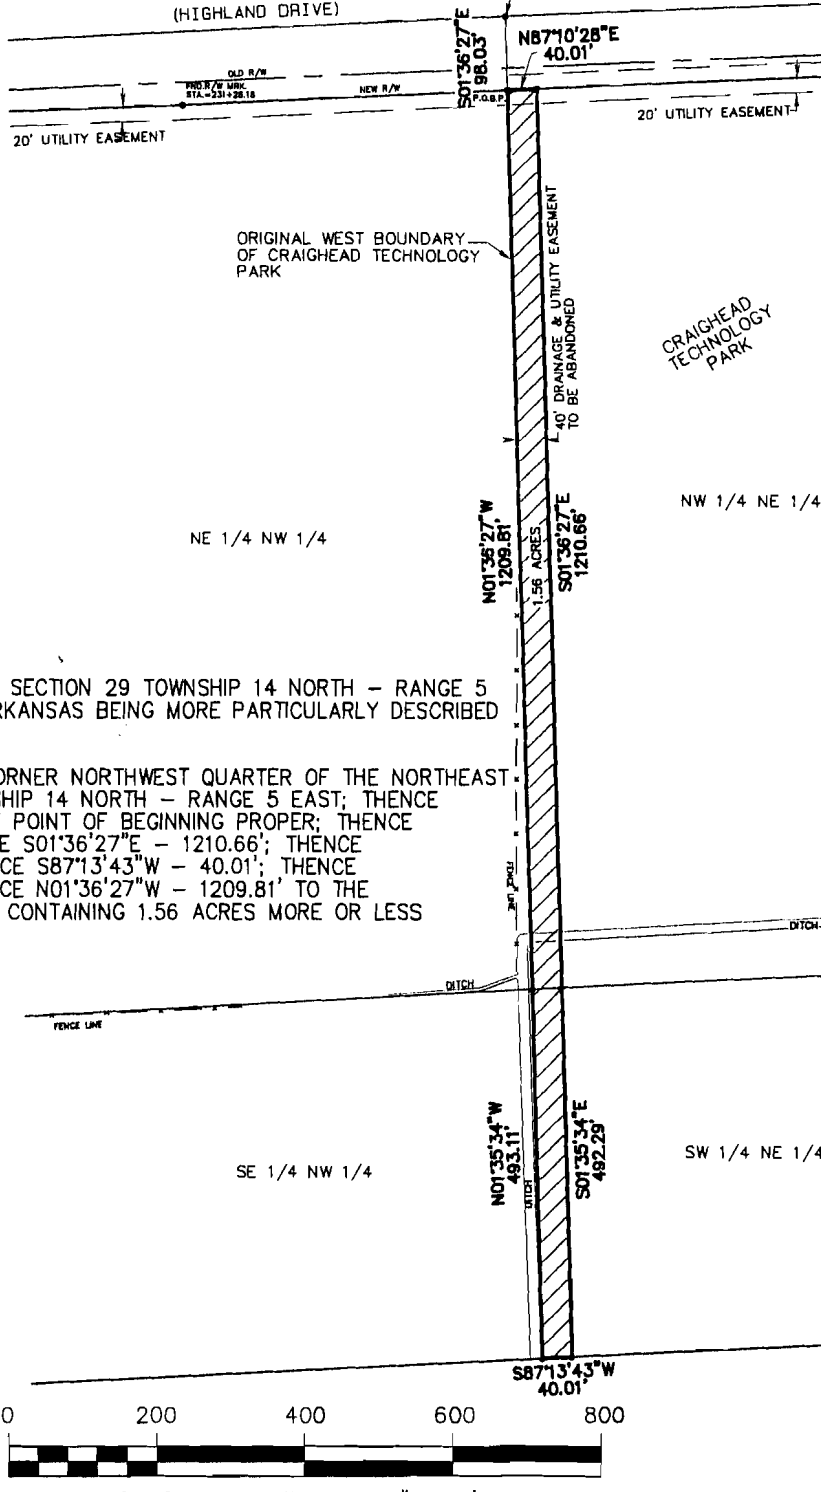 (HIGHLAND DRIVE)
S01°36'27"E
98.03'
N87°10'28"E
40.01'
OLD R/W
FND.R/W MRK.
STA.=231+28.18
NEW R/W
P.O.B.P.
20' UTILITY EASEMENT
20' UTILITY EASEMENT
ORIGINAL WEST BOUNDARY
OF CRAIGHEAD TECHNOLOGY
PARK
40' DRAINAGE & UTILITY EASEMENT
TO BE ABANDONED
CRAIGHEAD
TECHNOLOGY
PARK
NE 1/4 NW 1/4
NW 1/4 NE 1/4
N01°36'27"W
1209.81'
1.56 ACRES
S01°36'27"E
1210.66'
SECTION 29 TOWNSHIP 14 NORTH – RANGE 5
RKANSAS BEING MORE PARTICULARLY DESCRIBED
ORNER NORTHWEST QUARTER OF THE NORTHEAST
SHIP 14 NORTH – RANGE 5 EAST; THENCE
POINT OF BEGINNING PROPER; THENCE
E S01°36'27"E – 1210.66'; THENCE
CE S87°13'43"W – 40.01'; THENCE
CE N01°36'27"W – 1209.81' TO THE
CONTAINING 1.56 ACRES MORE OR LESS
FENCE LINE
DITCH
DITCH
FENCE LINE
N01°35'34"W
493.11'
DITCH
S01°35'34"E
492.29'
SE 1/4 NW 1/4
SW 1/4 NE 1/4
S87°13'43"W
40.01'
0 200 400 600 800